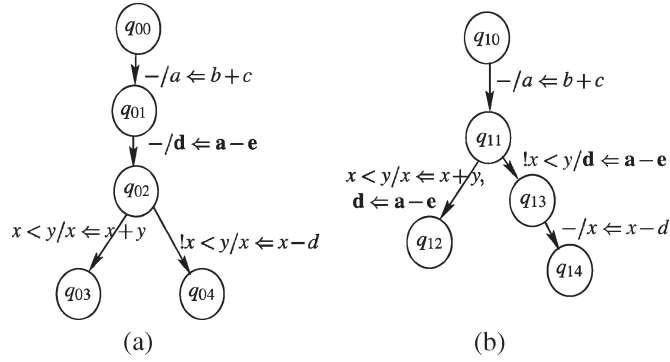 q00
−/a ⇐ b+c
q01
−/d ⇐ a−e
q02
x<y/x ⇐ x+y
!x<y/x ⇐ x−d
q03
q04
(a)
q10
−/a ⇐ b+c
q11
x<y/x ⇐ x+y,
d ⇐ a−e
!x<y/d ⇐ a−e
q13
q12
−/x ⇐ x−d
q14
(b)